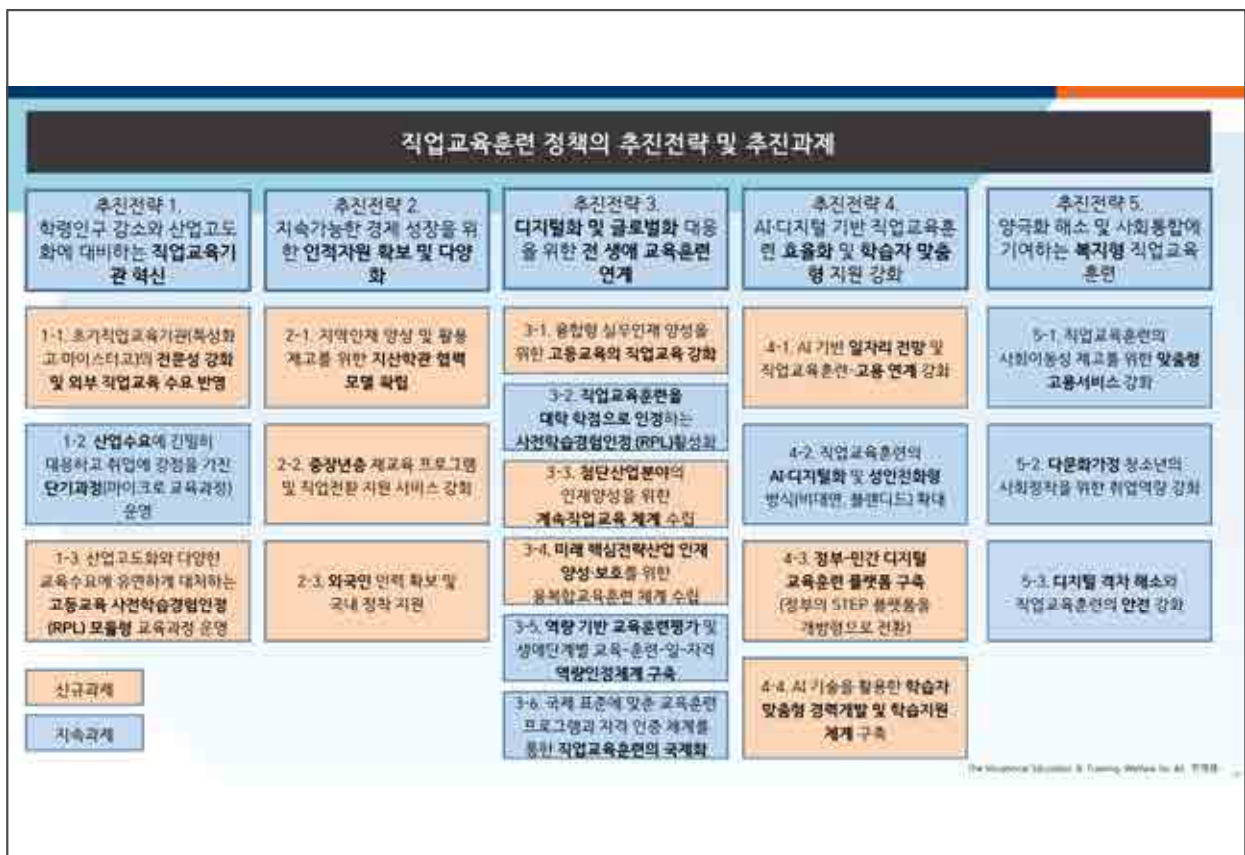 직업교육훈련 정책의 추진전략 및 추진과제
추진전략 1.
학령인구 감소와 산업고도
화에 대비하는 직업교육기
관 혁신
1-1. 초기직업교육기관(특성화
고·마이스터고)의 전문성 강화
및 외부 직업교육 수요 반영
1-2. 산업수요에 긴밀히
대응하고 취업에 강점을 가진
단기과정(마이크로 교육과정)
운영
1-3. 산업고도화와 다양한
교육수요에 유연하게 대처하는
고등교육 사전학습경험인정
(RPL) 모듈형 교육과정 운영
신규과제
지속과제
추진전략 2.
지속가능한 경제 성장을 위
한 인적자원 확보 및 다양
화
2-1. 지역인재 양성 및 활용
제고를 위한 지산학관 협력
모델 확립
2-2. 중장년층 재교육 프로그램
및 직업전환 지원 서비스 강화
2-3. 외국인 인력 확보 및
국내 정착 지원
추진전략 3.
디지털화 및 글로벌화 대응
을 위한 전 생애 교육훈련
연계
3-1. 융합형 실무인재 양성을
위한 고등교육의 직업교육 강화
3-2. 직업교육훈련을
대학 학점으로 인정하는
사전학습경험인정(RPL)활성화
3-3. 첨단산업분야의
인재양성을 위한
계속직업교육 체계 수립
3-4. 미래 핵심전략산업 인재
양성·보호를 위한
융복합교육훈련 체계 수립
3-5. 역량 기반 교육훈련평가 및
생애단계별 교육-훈련-일-자격
역량인정체계 구축
3-6. 국제 표준에 맞춘 교육훈련
프로그램과 자격 인증 체계를
통한 직업교육훈련의 국제화
추진전략 4.
AI·디지털 기반 직업교육훈
련 효율화 및 학습자 맞춤
형 지원 강화
4-1. AI 기반 일자리 전망 및
직업교육훈련-고용 연계 강화
4-2. 직업교육훈련의
AI·디지털화 및 성인친화형
방식(비대면, 블렌디드) 확대
4-3. 정부-민간 디지털
교육훈련 플랫폼 구축
(정부의 STEP 플랫폼을
개방형으로 전환)
4-4. AI 기술을 활용한 학습자
맞춤형 경력개발 및 학습지원
체계 구축
추진전략 5.
양극화 해소 및 사회통합에
기여하는 복지형 직업교육
훈련
5-1. 직업교육훈련의
사회이동성 제고를 위한 맞춤형
고용서비스 강화
5-2. 다문화가정 청소년의
사회정착을 위한 취업역량 강화
5-3. 디지털 격차 해소와
직업교육훈련의 안전 강화
The Vocational Education & Training Welfare for All